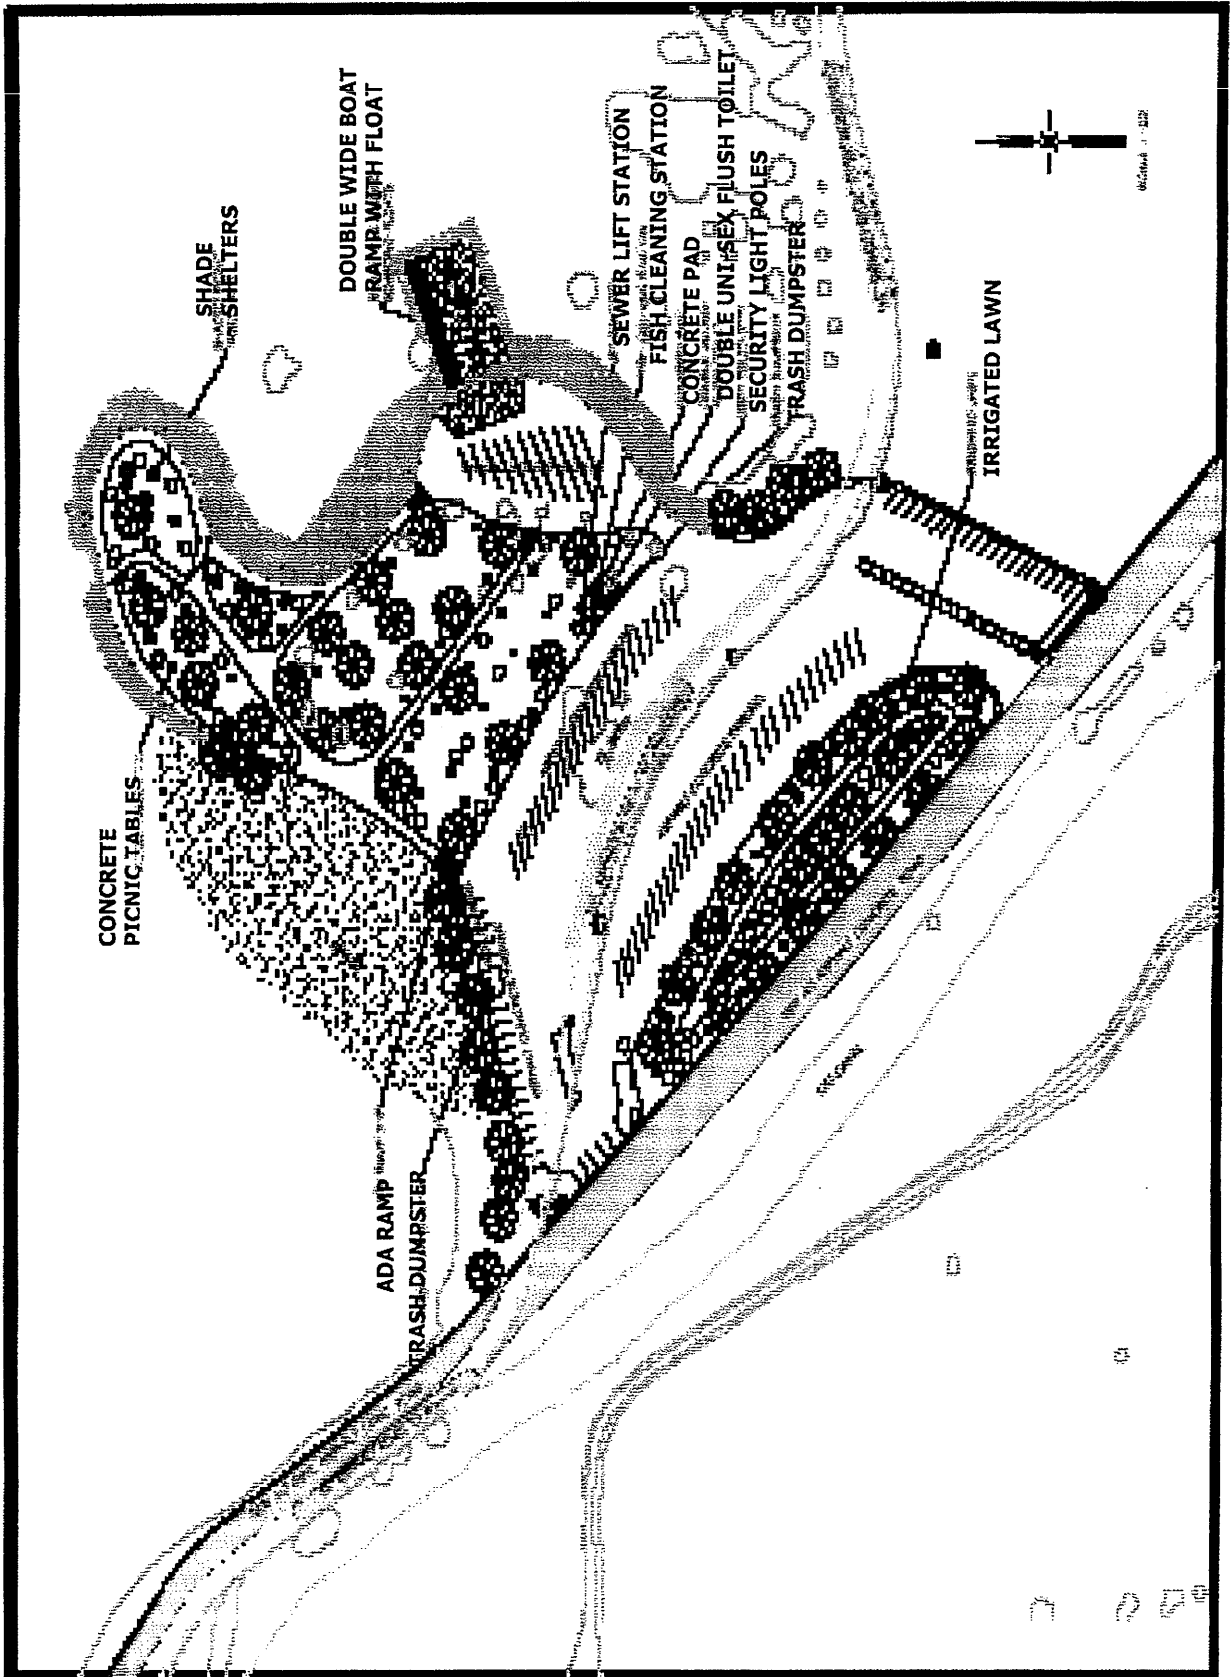 SHADE
SHELTERS
DOUBLE WIDE BOAT
RAMP WITH FLOAT
SEWER LIFT STATION
FISH CLEANING STATION
CONCRETE PAD
DOUBLE UNI-SEX FLUSH TOILET
SECURITY LIGHT POLES
TRASH DUMPSTER
IRRIGATED LAWN
CONCRETE
PICNIC TABLES
ADA RAMP
TRASH DUMPSTER